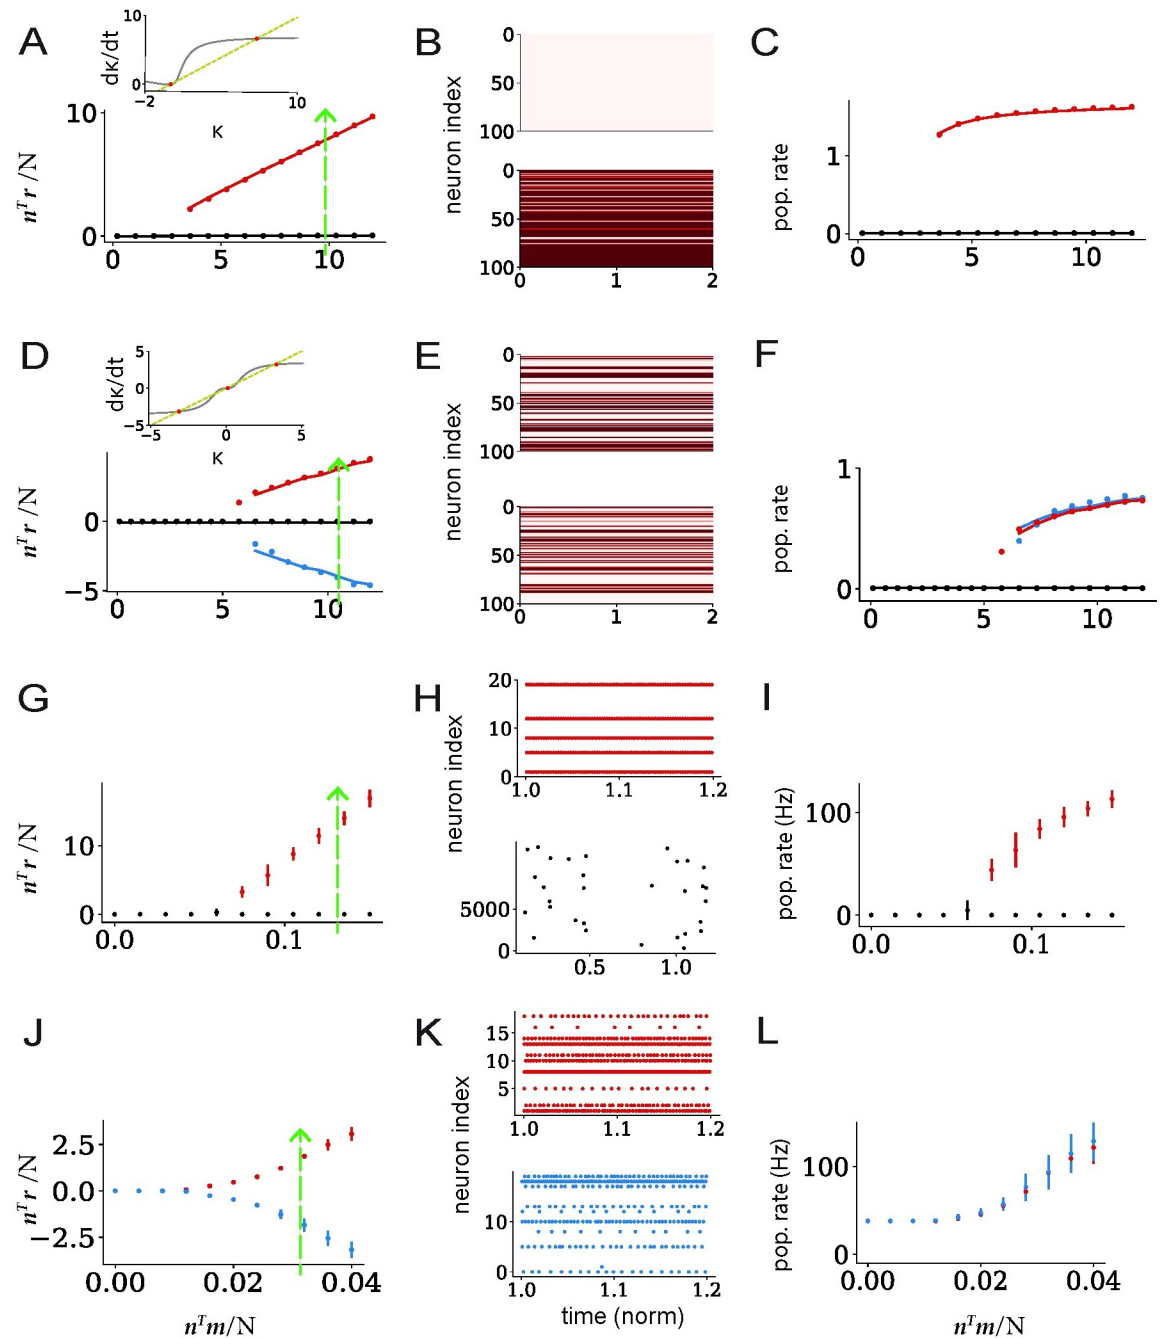 A
dκ/dt
10
0
−2
10
K
nᵀr /N
10
0
0
5
10
B
neuron index
0
50
100
0
50
100
0
1
2
C
pop. rate
1
0
0
5
10
D
dκ/dt
5
0
−5
−5
0
5
K
nᵀr /N
0
−5
0
5
10
E
neuron index
0
50
100
0
50
100
0
1
2
F
pop. rate
1
0
0
5
10
G
nᵀr /N
10
0
0.0
0.1
H
neuron index
20
10
0
1.0
1.1
1.2
5000
0
0.5
1.0
I
pop. rate (Hz)
100
0
0.0
0.1
J
nᵀr /N
2.5
0.0
−2.5
0.00
0.02
0.04
nᵀm/N
K
neuron index
15
10
5
1.0
1.1
1.2
10
0
1.0
1.1
1.2
time (norm)
L
pop. rate (Hz)
100
0
0.00
0.02
0.04
nᵀm/N